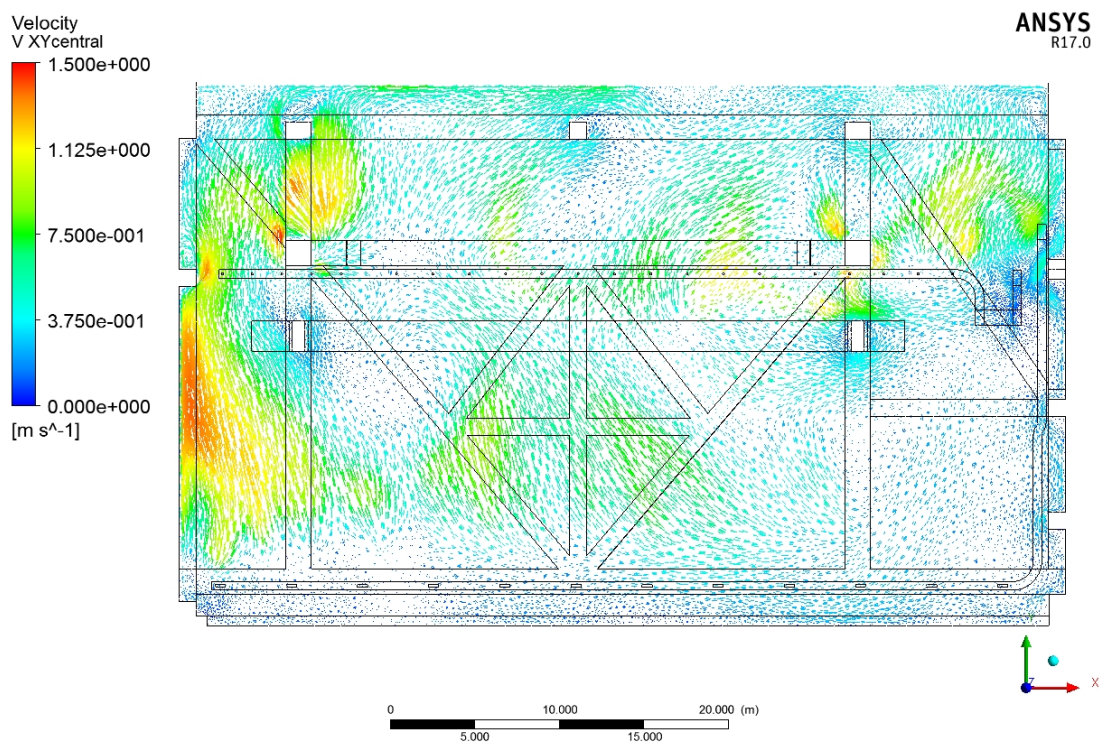 Velocity
V XYcentral
ANSYS
R17.0
1.500e+000
1.125e+000
7.500e-001
3.750e-001
0.000e+000
[m s^-1]
Y
Z
X
0 10.000 20.000 (m)
5.000 15.000